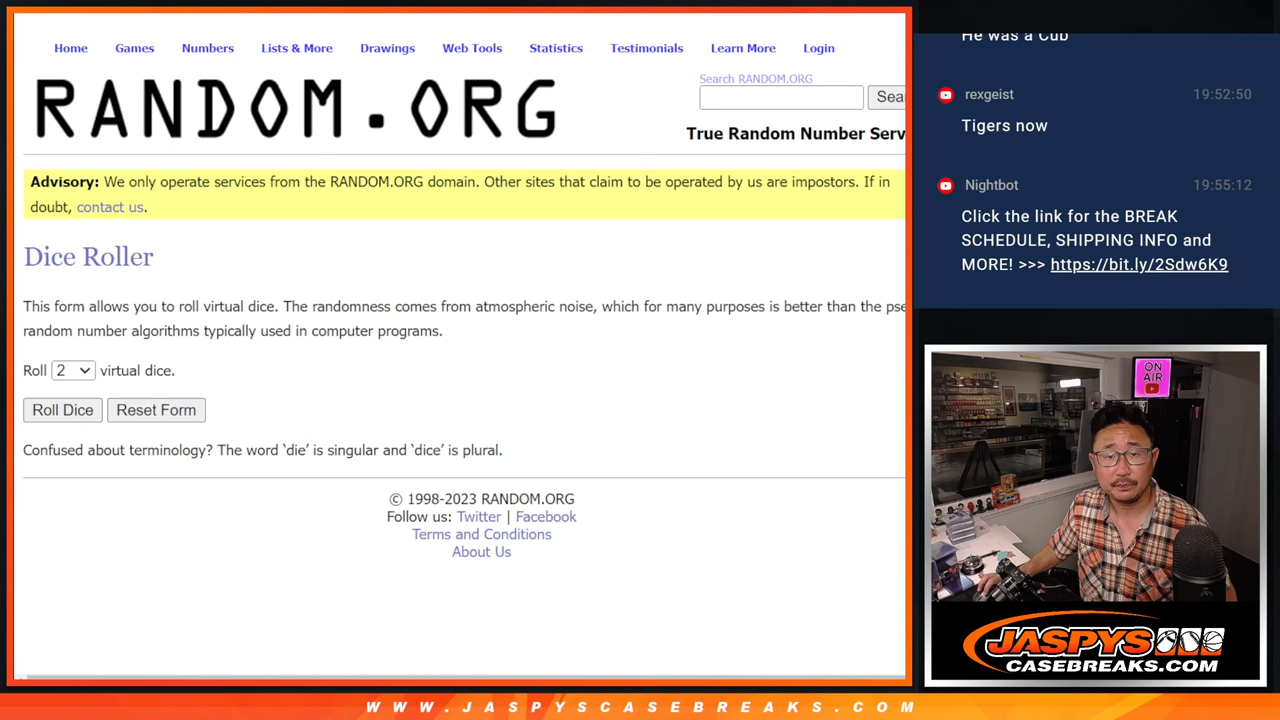 Home Games Numbers Lists & More Drawings Web Tools Statistics Testimonials Learn More Login
RANDOM.ORG
Search RANDOM.ORG
Sea
True Random Number Serv
Advisory: We only operate services from the RANDOM.ORG domain. Other sites that claim to be operated by us are impostors. If in
doubt, contact us.
Dice Roller
This form allows you to roll virtual dice. The randomness comes from atmospheric noise, which for many purposes is better than the pse
random number algorithms typically used in computer programs.
Roll 2 virtual dice.
Roll Dice Reset Form
Confused about terminology? The word ‘die’ is singular and ‘dice’ is plural.
© 1998-2023 RANDOM.ORG
Follow us: Twitter | Facebook
Terms and Conditions
About Us
He was a Cub
rexgeist 19:52:50
Tigers now
Nightbot 19:55:12
Click the link for the BREAK
SCHEDULE, SHIPPING INFO and
MORE! >>> https://bit.ly/2Sdw6K9
ON
AIR
JASPYS
CASEBREAKS.COM
WWW.JASPYSCASEBREAKS.COM